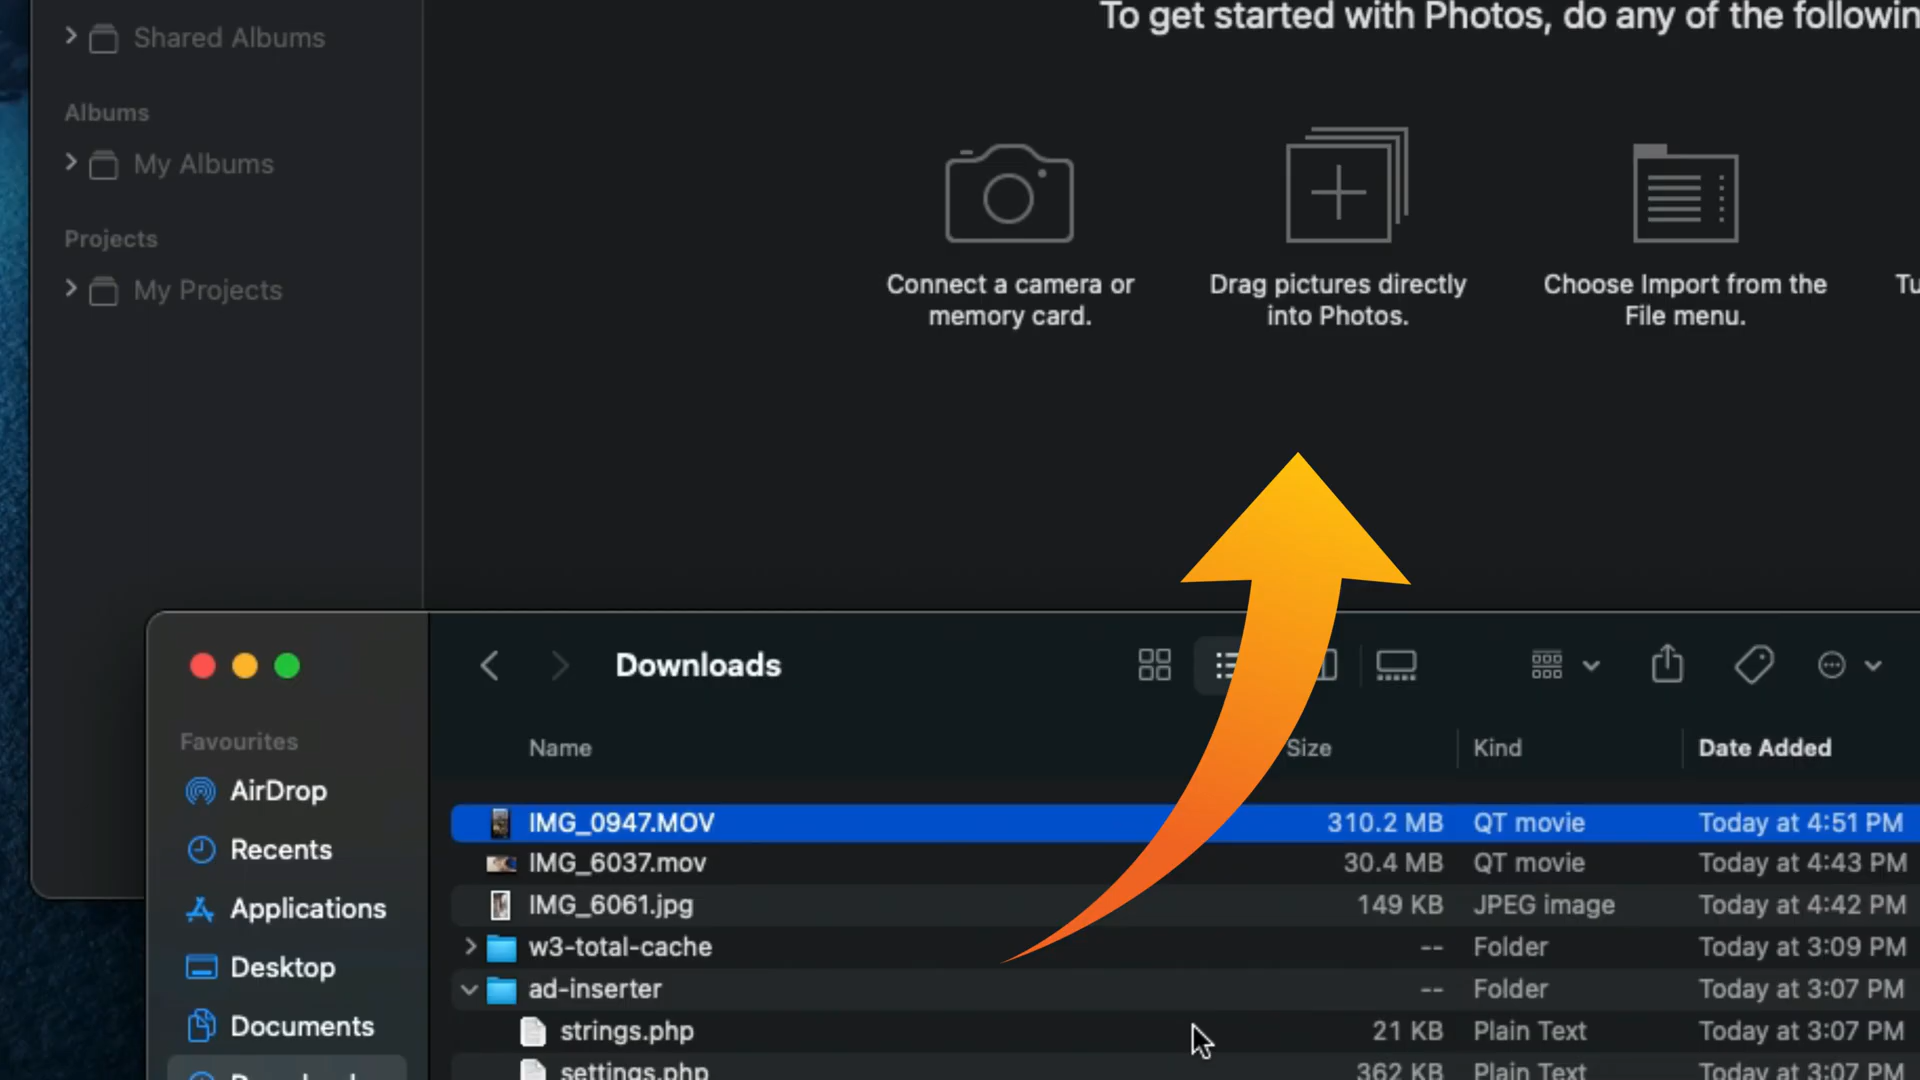 Shared Albums
Albums
My Albums
Projects
My Projects
To get started with Photos, do any of the
Connect a camera or
memory card.
Drag pictures directly
into Photos.
Choose Import from the
File menu.
Downloads
Favourites
AirDrop
Recents
Applications
Desktop
Documents
Name Size Kind Date Added
IMG_0947.MOV 310.2 MB QT movie Today at 4:51 PM
IMG_6037.mov 30.4 MB QT movie Today at 4:43 PM
IMG_6061.jpg 149 KB JPEG image Today at 4:42 PM
w3-total-cache -- Folder Today at 3:09 PM
ad-inserter -- Folder Today at 3:07 PM
strings.php 21 KB Plain Text Today at 3:07 PM
settings.php 362 KB Plain Text Today at 3:07 PM